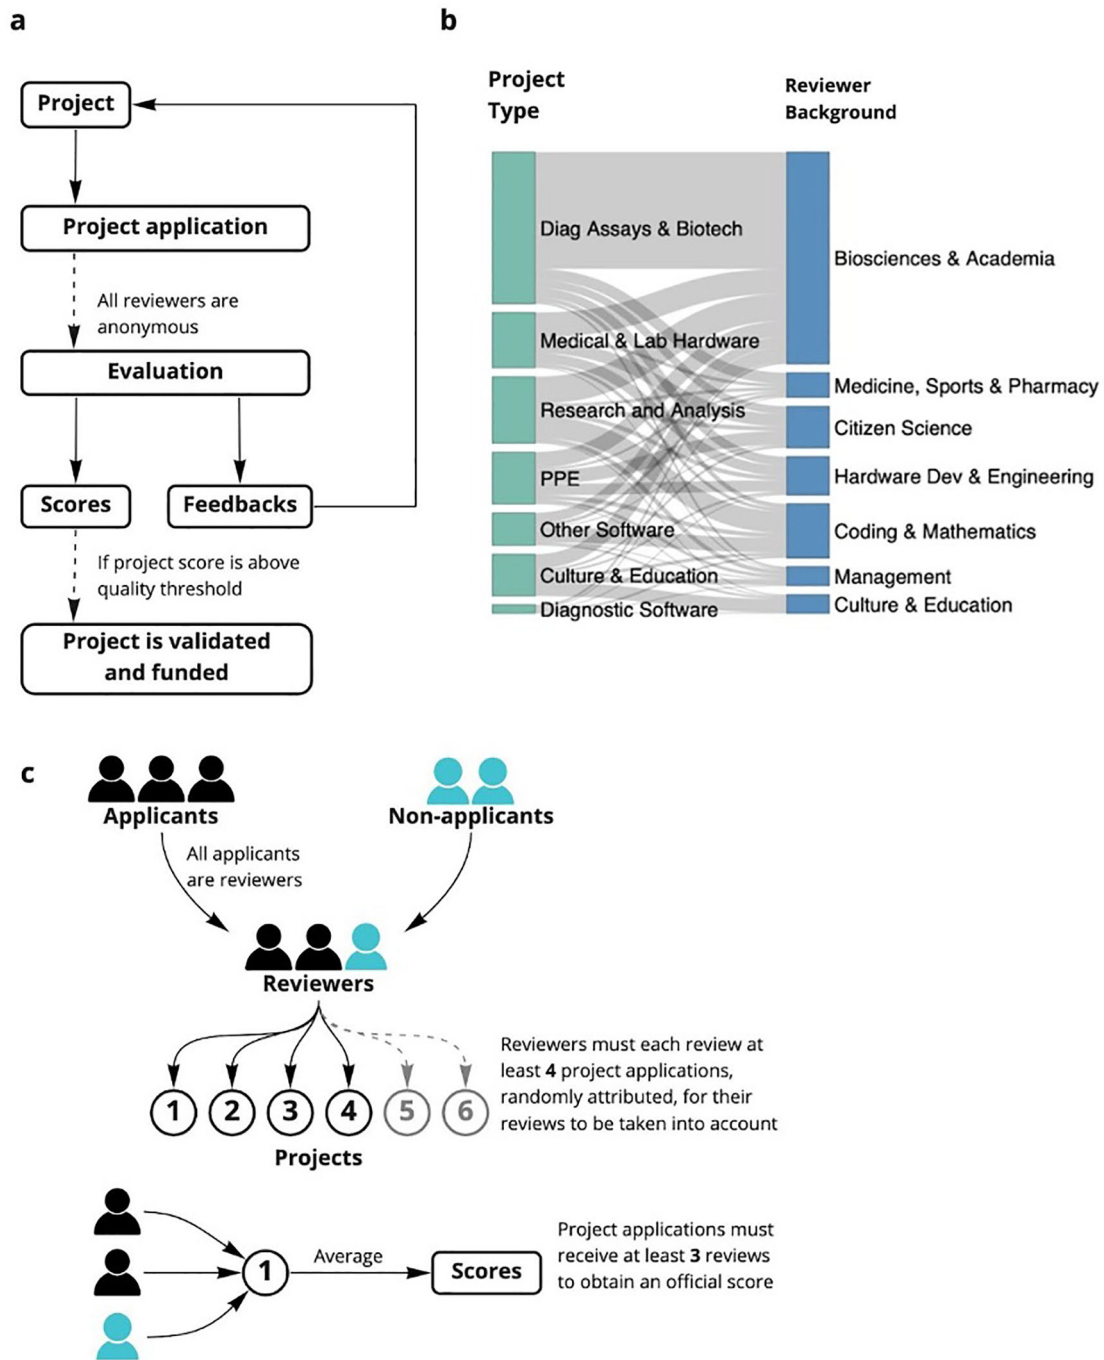 a
Project
Project application
All reviewers are
anonymous
Evaluation
Scores
Feedbacks
If project score is above
quality threshold
Project is validated
and funded
b
Project
Type
Reviewer
Background
Diag Assays & Biotech
Medical & Lab Hardware
Research and Analysis
PPE
Other Software
Culture & Education
Diagnostic Software
Biosciences & Academia
Medicine, Sports & Pharmacy
Citizen Science
Hardware Dev & Engineering
Coding & Mathematics
Management
Culture & Education
c
Applicants
Non-applicants
All applicants
are reviewers
Reviewers
Reviewers must each review at
least 4 project applications,
randomly attributed, for their
reviews to be taken into account
1 2 3 4 5 6
Projects
Project applications must
receive at least 3 reviews
to obtain an official score
1
Average
Scores